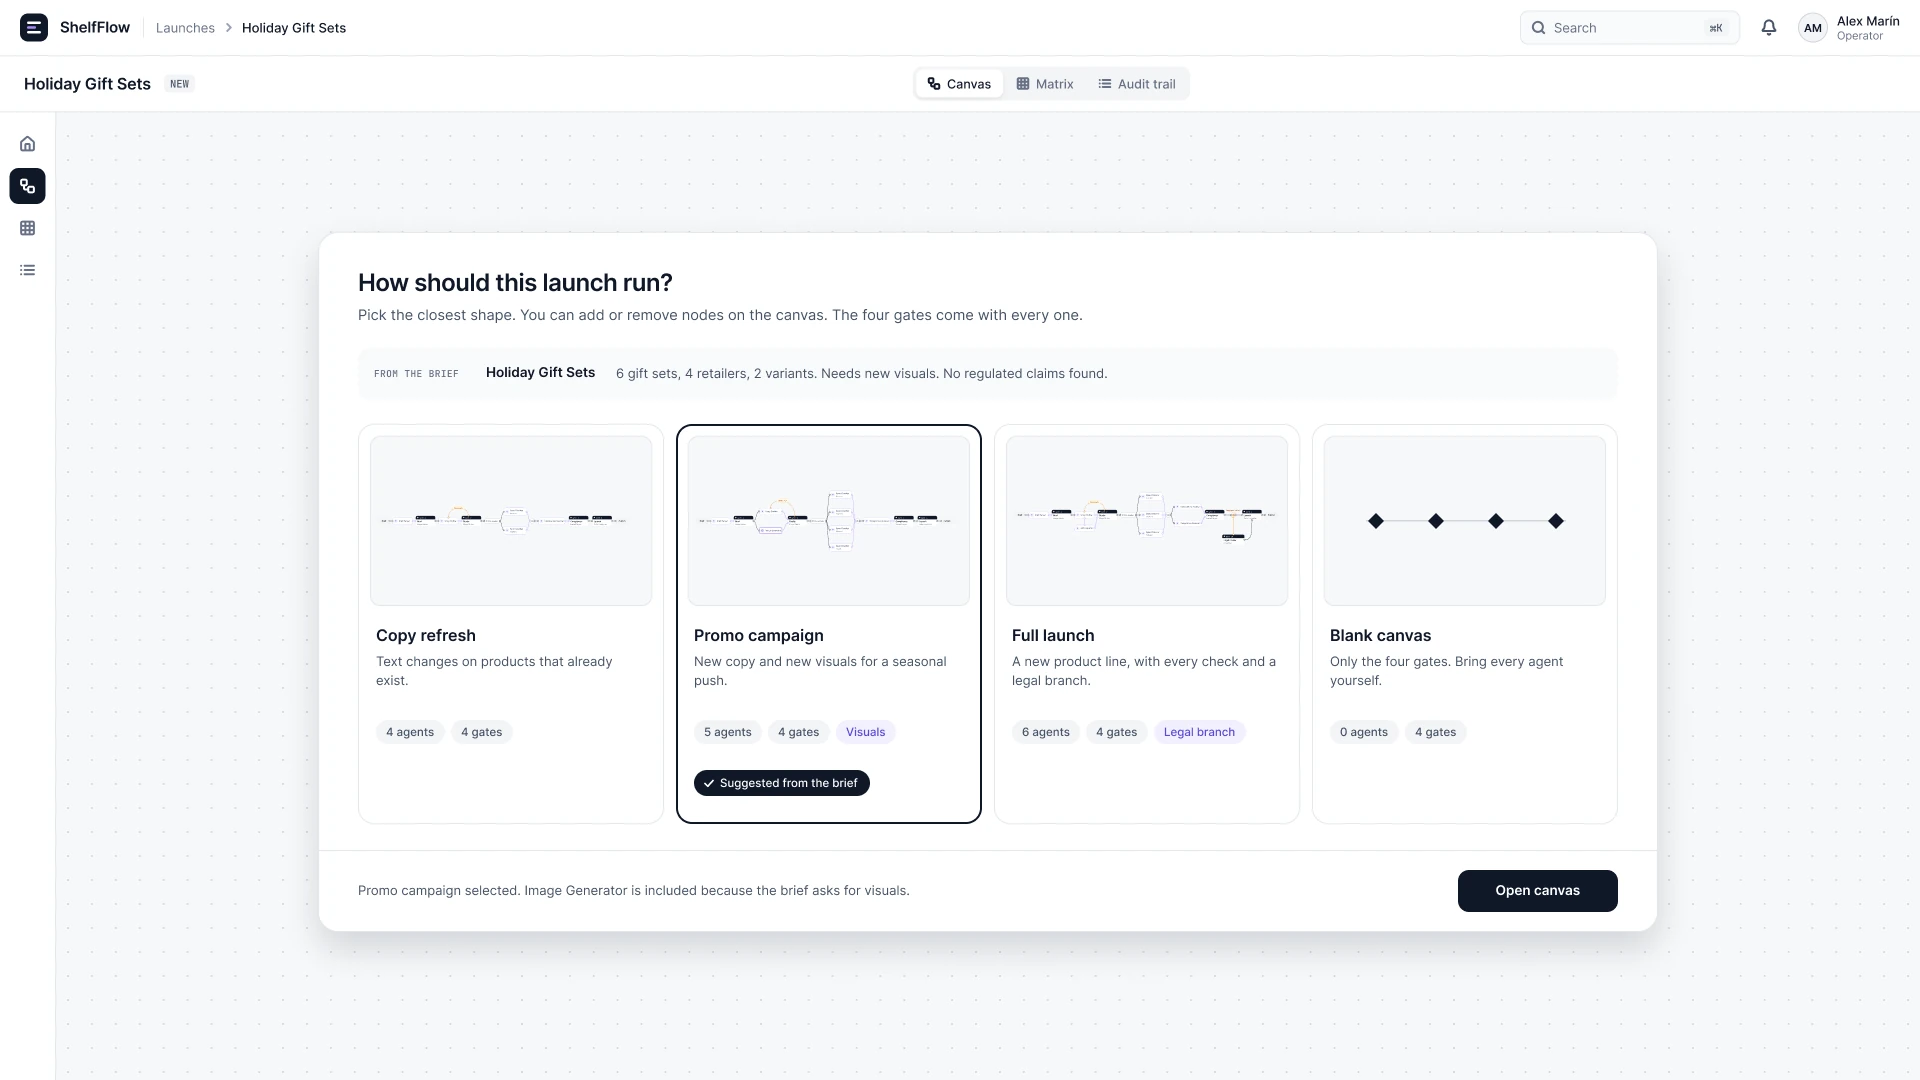 ShelfFlow
Launches
Holiday Gift Sets
Search
⌘K
AM
Alex Marín
Operator
Holiday Gift Sets
NEW
Canvas
Matrix
Audit trail
How should this launch run?
Pick the closest shape. You can add or remove nodes on the canvas. The four gates come with every one.
FROM THE BRIEF
Holiday Gift Sets
6 gift sets, 4 retailers, 2 variants. Needs new visuals. No regulated claims found.
Copy refresh
Text changes on products that already
exist.
4 agents
4 gates
Promo campaign
New copy and new visuals for a seasonal
push.
5 agents
4 gates
Visuals
Suggested from the brief
Full launch
A new product line, with every check and a
legal branch.
6 agents
4 gates
Legal branch
Blank canvas
Only the four gates. Bring every agent
yourself.
0 agents
4 gates
Promo campaign selected. Image Generator is included because the brief asks for visuals.
Open canvas